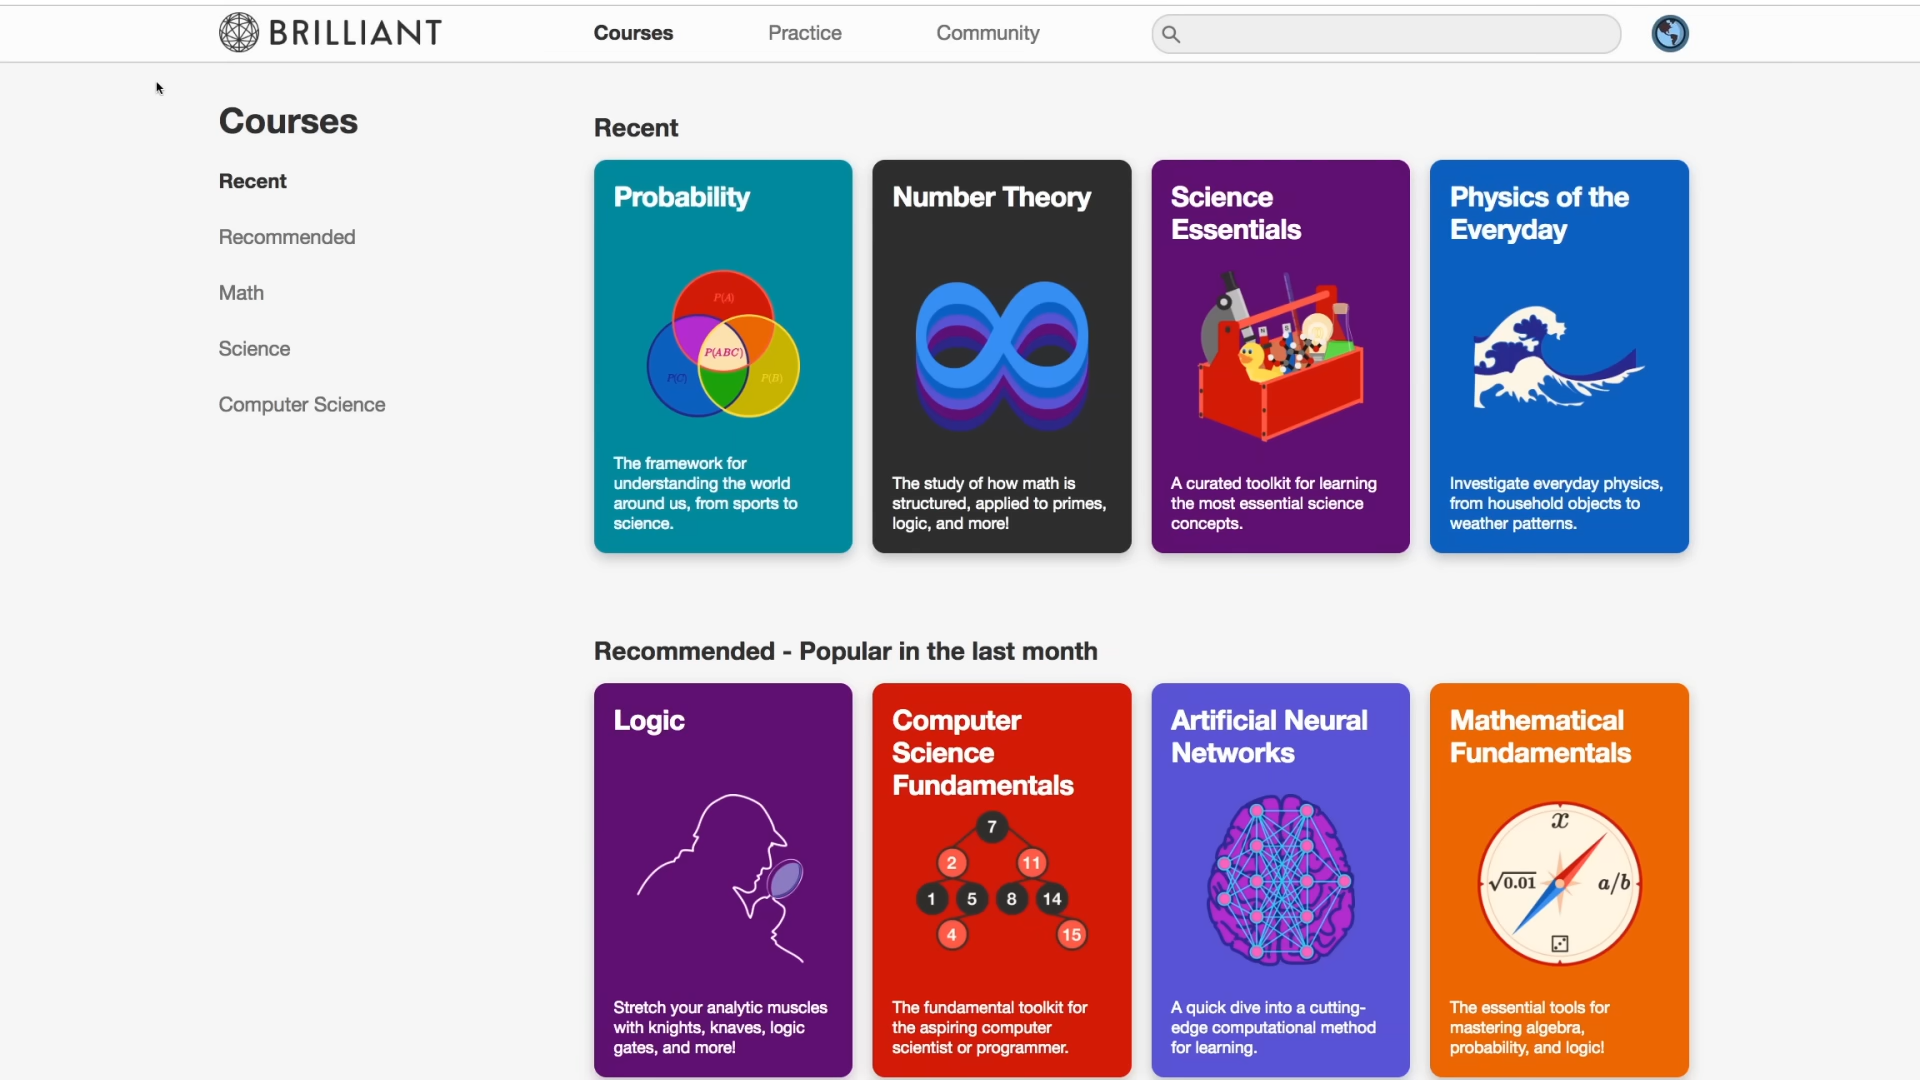 BRILLIANT
Courses
Practice
Community
Courses
Recent
Recommended
Math
Science
Computer Science
Recent
Probability
P(A)
P(ABC)
P(C)
P(B)
The framework for
understanding the world
around us, from sports to
science.
Number Theory
The study of how math is
structured, applied to primes,
logic, and more!
Science
Essentials
A curated toolkit for learning
the most essential science
concepts.
Physics of the
Everyday
Investigate everyday physics,
from household objects to
weather patterns.
Recommended - Popular in the last month
Logic
Stretch your analytic muscles
with knights, knaves, logic
gates, and more!
Computer
Science
Fundamentals
7
2 11
1 5 8 14
4 15
The fundamental toolkit for
the aspiring computer
scientist or programmer.
Artificial Neural
Networks
A quick dive into a cutting-
edge computational method
for learning.
Mathematical
Fundamentals
x
√0.01 a/b
The essential tools for
mastering algebra,
probability, and logic!